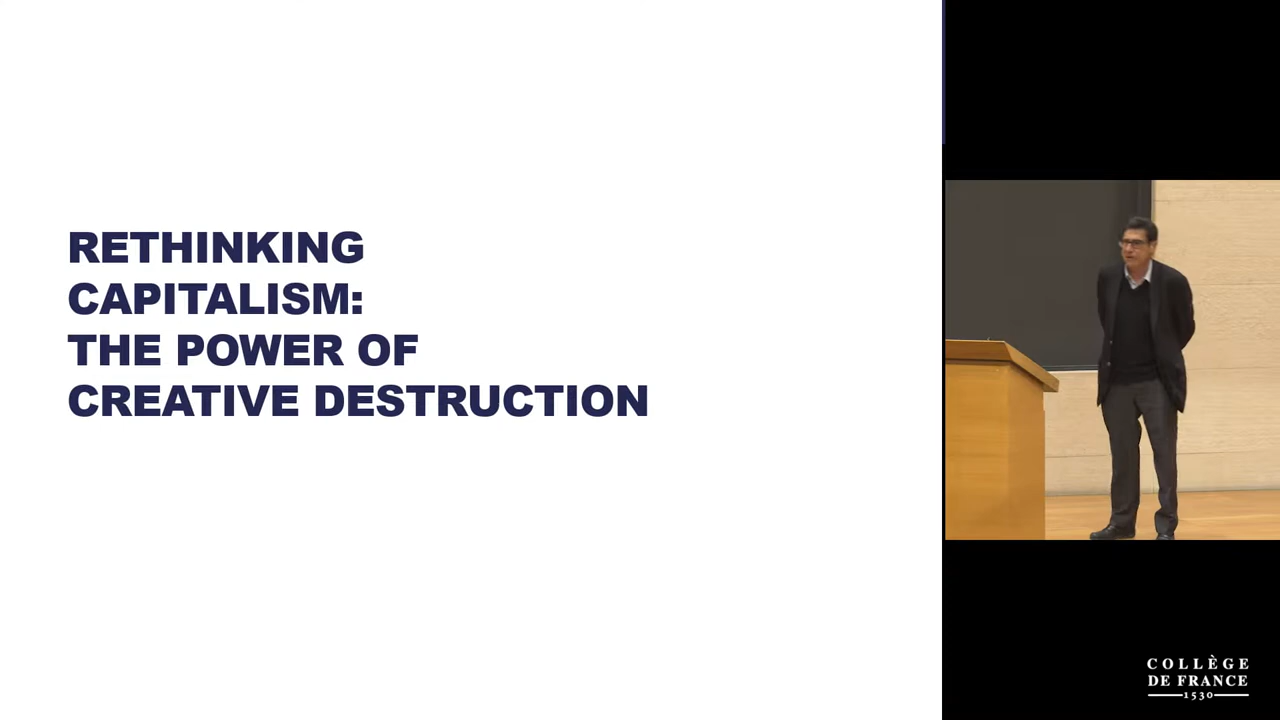 RETHINKING
CAPITALISM:
THE POWER OF
CREATIVE DESTRUCTION
COLLÈGE
DE FRANCE
1530